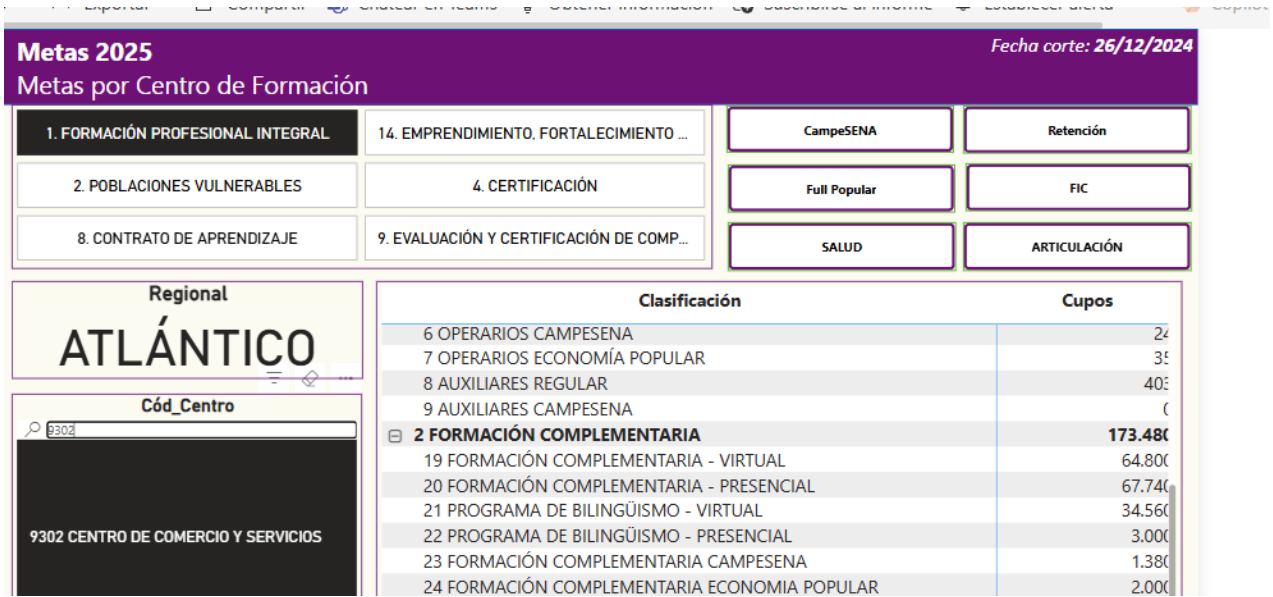 Metas 2025
Fecha corte: 26/12/2024
Metas por Centro de Formación
1. FORMACIÓN PROFESIONAL INTEGRAL
14. EMPRENDIMIENTO, FORTALECIMIENTO ...
CampeSENA
Retención
2. POBLACIONES VULNERABLES
4. CERTIFICACIÓN
Full Popular
FIC
8. CONTRATO DE APRENDIZAJE
9. EVALUACIÓN Y CERTIFICACIÓN DE COMP...
SALUD
ARTICULACIÓN
Regional
ATLÁNTICO
Cód_Centro
9302
9302 CENTRO DE COMERCIO Y SERVICIOS
Clasificación Cupos
6 OPERARIOS CAMPESENA 24
7 OPERARIOS ECONOMÍA POPULAR 35
8 AUXILIARES REGULAR 403
9 AUXILIARES CAMPESENA 0
2 FORMACIÓN COMPLEMENTARIA 173.480
19 FORMACIÓN COMPLEMENTARIA - VIRTUAL 64.800
20 FORMACIÓN COMPLEMENTARIA - PRESENCIAL 67.740
21 PROGRAMA DE BILINGÜISMO - VIRTUAL 34.560
22 PROGRAMA DE BILINGÜISMO - PRESENCIAL 3.000
23 FORMACIÓN COMPLEMENTARIA CAMPESENA 1.380
24 FORMACIÓN COMPLEMENTARIA ECONOMIA POPULAR 2.000